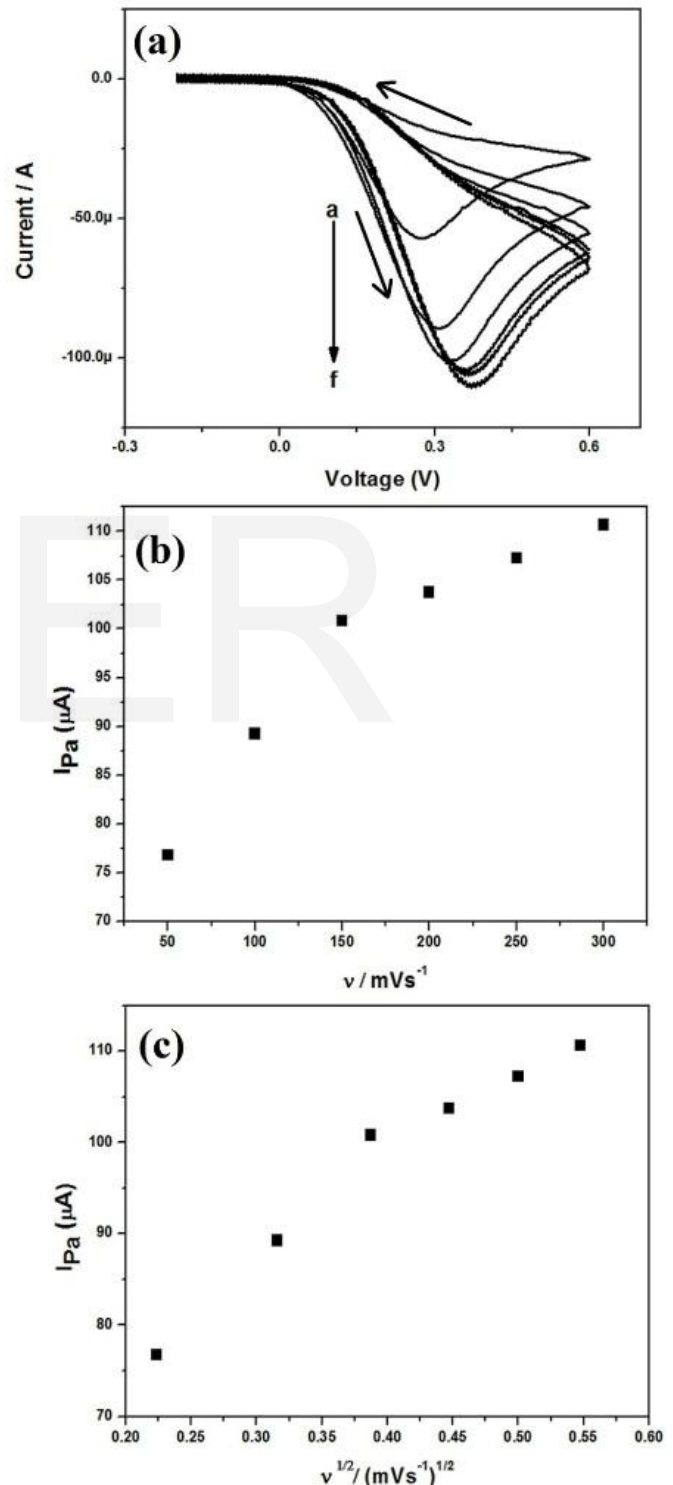 (a)
0.0
-50.0μ
-100.0μ
Current / A
a
f
-0.3
0.0
0.3
0.6
Voltage (V)
ER
(b)
110
105
100
95
90
85
80
75
70
IPa (μA)
50
100
150
200
250
300
ν / mVs⁻¹
(c)
110
100
90
80
70
IPa (μA)
0.20
0.25
0.30
0.35
0.40
0.45
0.50
0.55
0.60
ν ¹/²/ (mVs⁻¹)¹/²